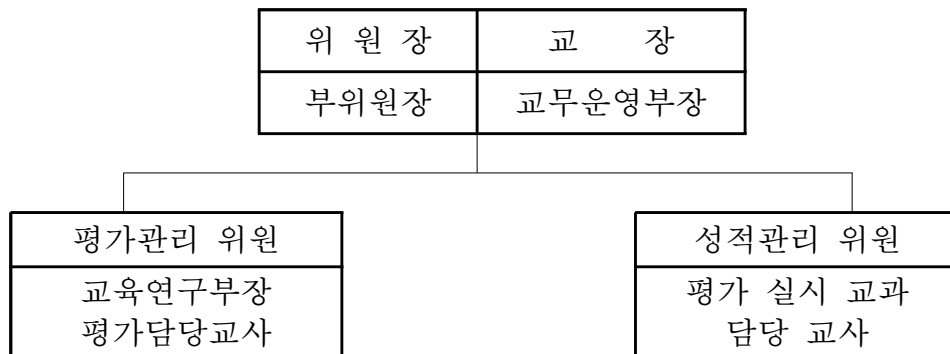 위 원 장 교 장
부위원장 교무운영부장
평가관리 위원 성적관리 위원
교육연구부장 평가 실시 교과
평가담당교사 담당 교사